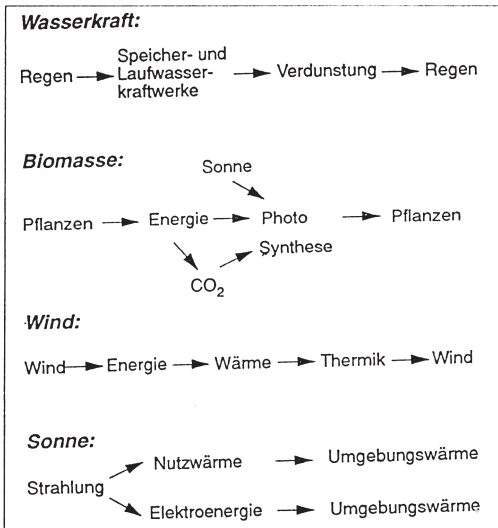 Wasserkraft:
Regen → Speicher- und Laufwasser-kraftwerke → Verdunstung → Regen
Biomasse:
Sonne
Pflanzen → Energie → Photo → Pflanzen
Synthese
CO₂
Wind:
Wind → Energie → Wärme → Thermik → Wind
Sonne:
Nutzwärme → Umgebungswärme
Strahlung
Elektroenergie → Umgebungswärme